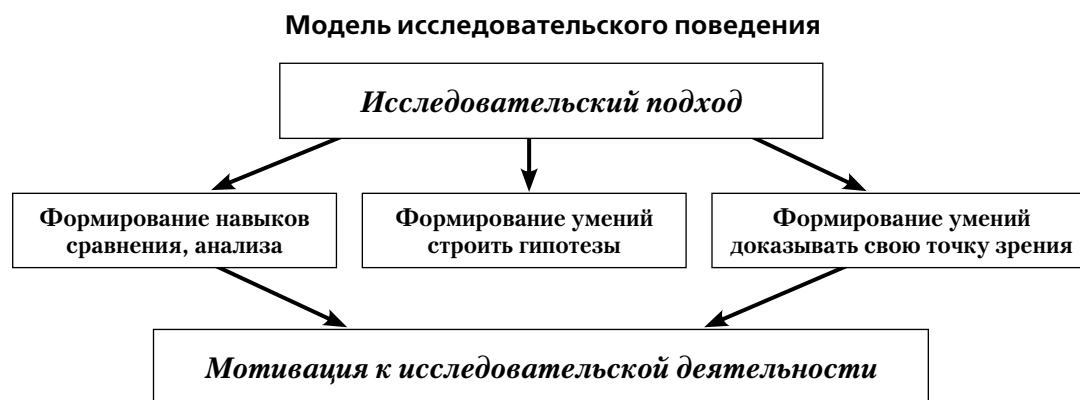 Модель исследовательского поведения
Исследовательский подход
Формирование навыков
сравнения, анализа
Формирование умений
строить гипотезы
Формирование умений
доказывать свою точку зрения
Мотивация к исследовательской деятельности